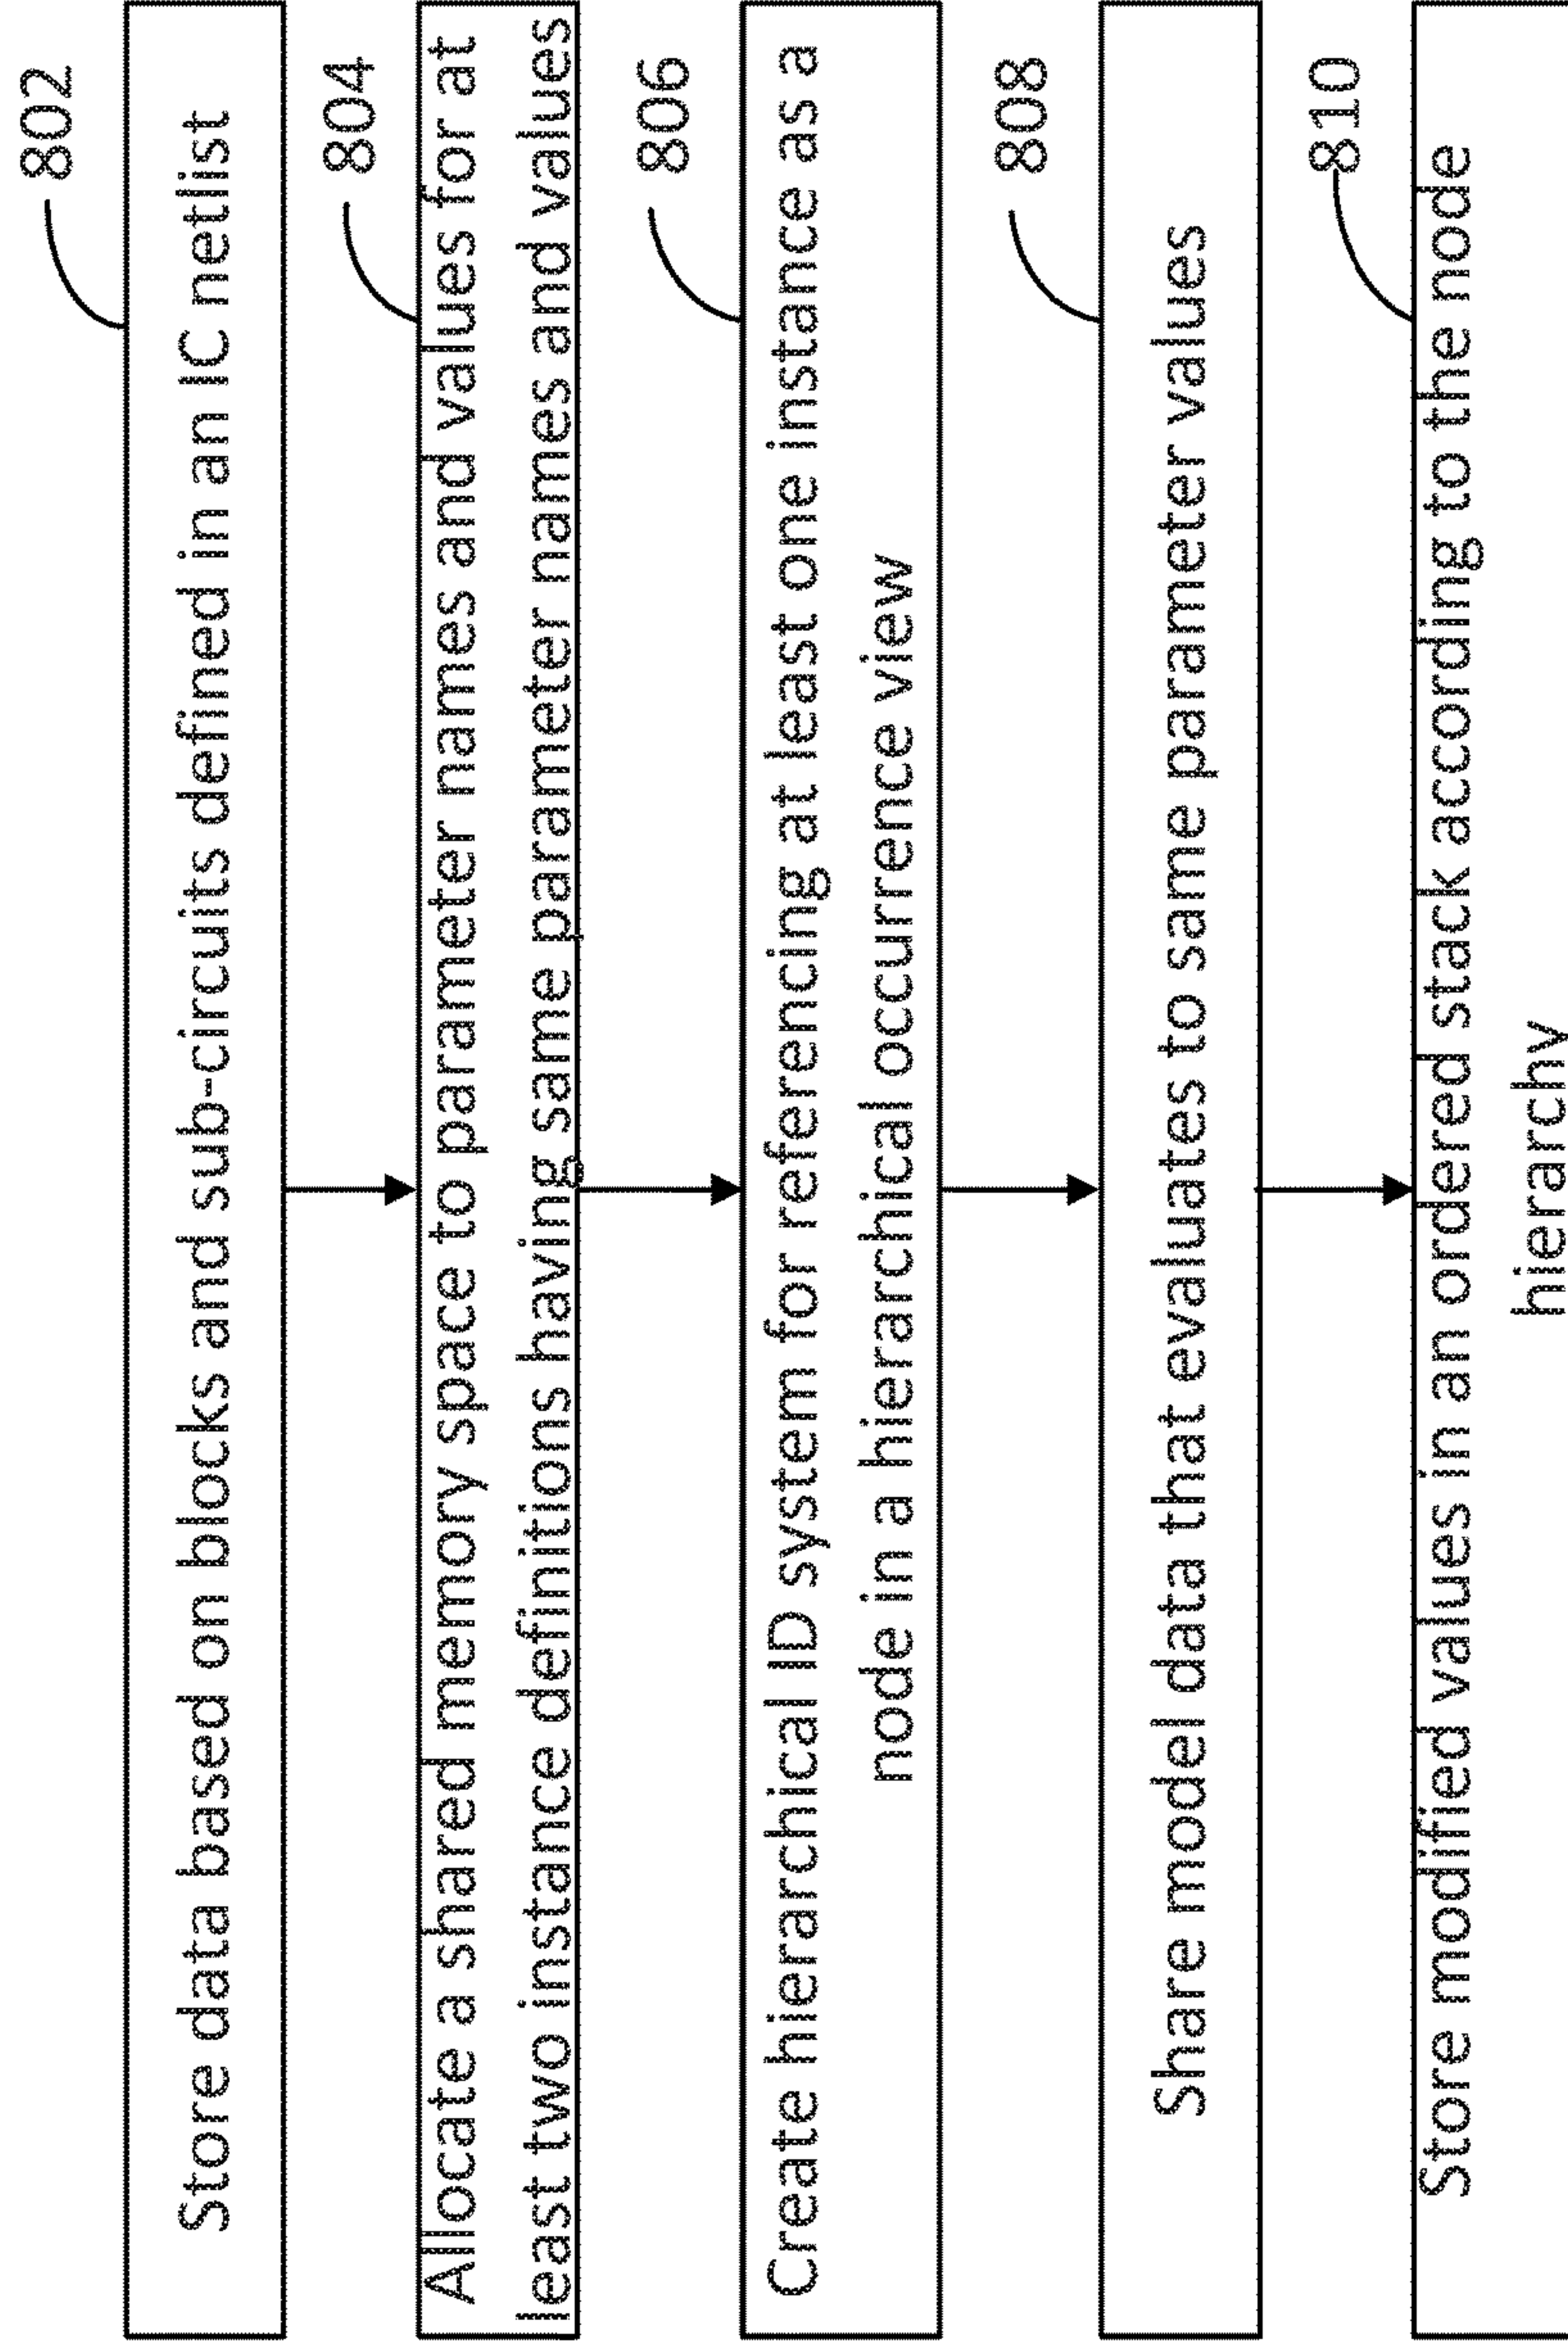 802
Store data based on blocks and sub-circuits defined in an IC netlist
804
Allocate a shared memory space to parameter names and values for at
least two instance definitions having same parameter names and values
806
Create hierarchical ID system for referencing at least one instance as a
node in a hierarchical occurrence view
808
Share model data that evaluates to same parameter values
810
Store modified values in an ordered stack according to the node
hierarchy